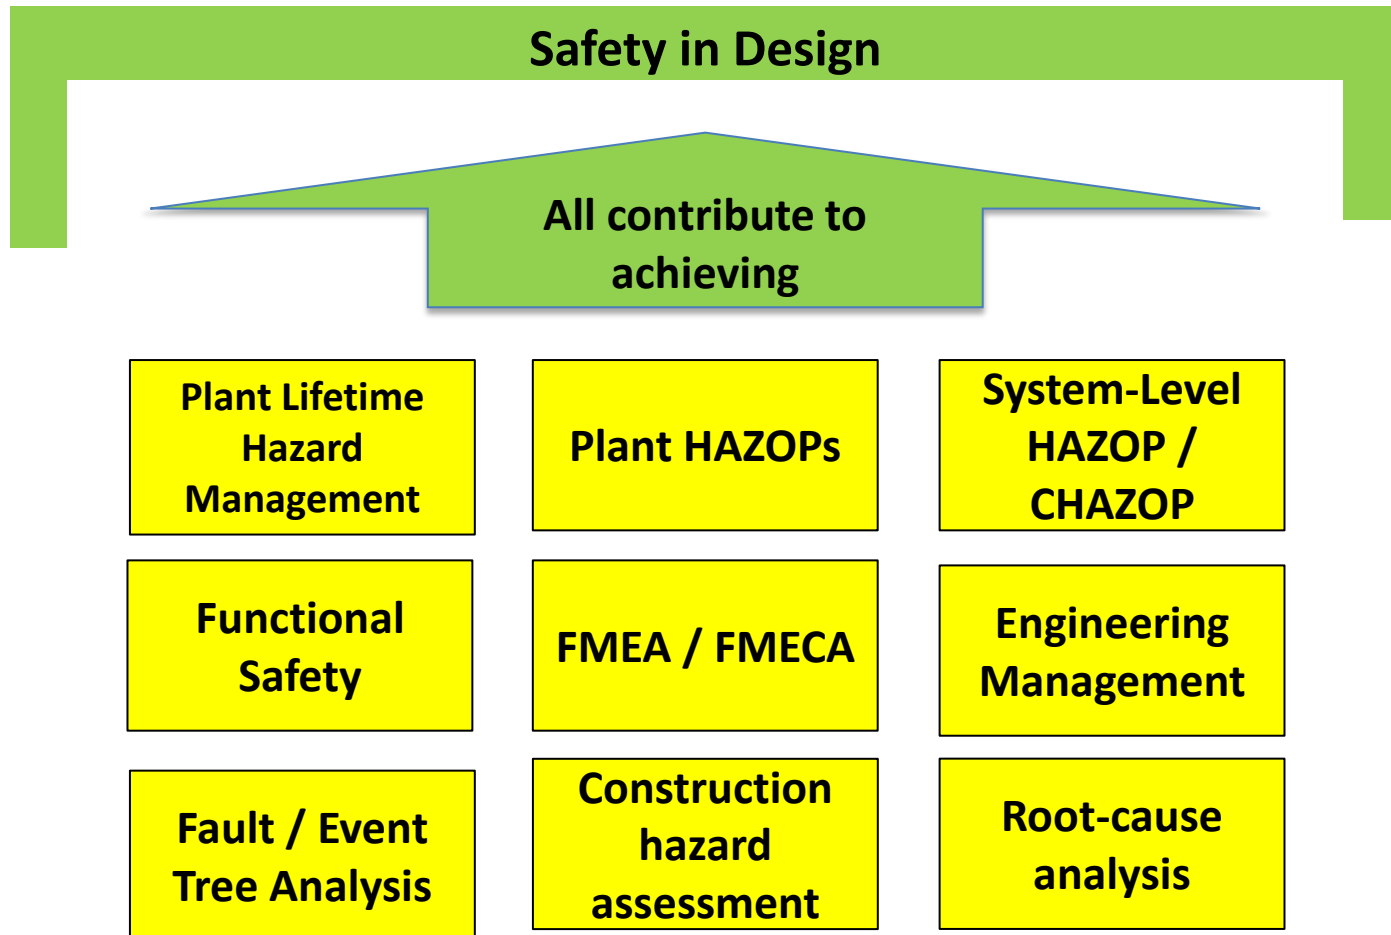 Safety in Design
All contribute to
achieving
Plant Lifetime
Hazard
Management
Plant HAZOPs
System-Level
HAZOP /
CHAZOP
Functional
Safety
FMEA / FMECA
Engineering
Management
Fault / Event
Tree Analysis
Construction
hazard
assessment
Root-cause
analysis